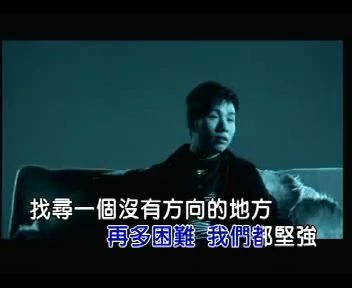 找尋一個沒有方向的地方
再多困難 我們都堅強